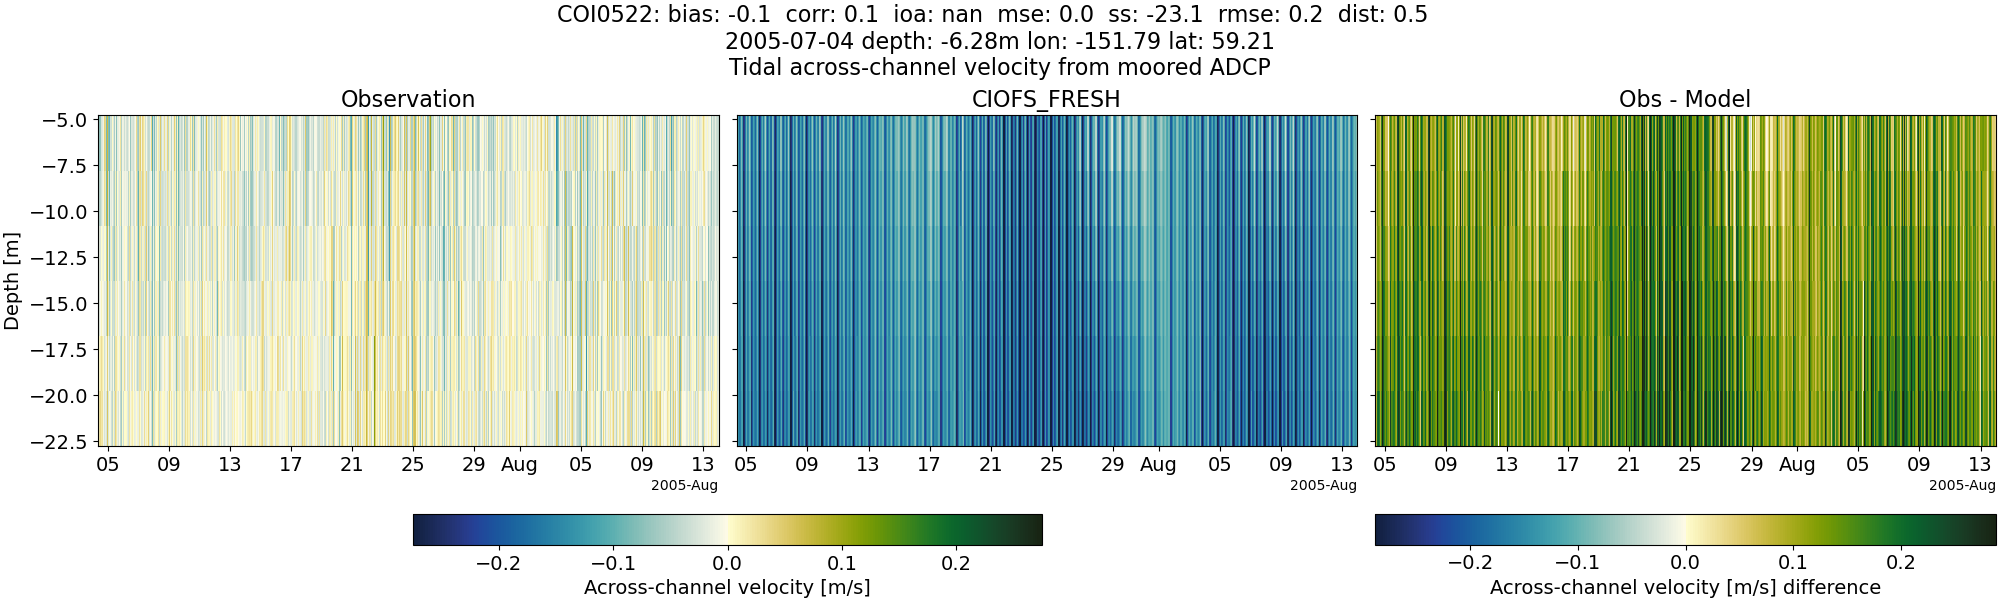 COI0522: bias: -0.1 corr: 0.1 ioa: nan mse: 0.0 ss: -23.1 rmse: 0.2 dist: 0.5
2005-07-04 depth: -6.28m lon: -151.79 lat: 59.21
Tidal across-channel velocity from moored ADCP
Observation
CIOFS_FRESH
Obs - Model
Depth [m]
−5.0
−7.5
−10.0
−12.5
−15.0
−17.5
−20.0
−22.5
05 09 13 17 21 25 29 Aug 05 09 13
2005-Aug
05 09 13 17 21 25 29 Aug 05 09 13
2005-Aug
05 09 13 17 21 25 29 Aug 05 09 13
2005-Aug
−0.2 −0.1 0.0 0.1 0.2
Across-channel velocity [m/s]
−0.2 −0.1 0.0 0.1 0.2
Across-channel velocity [m/s] difference